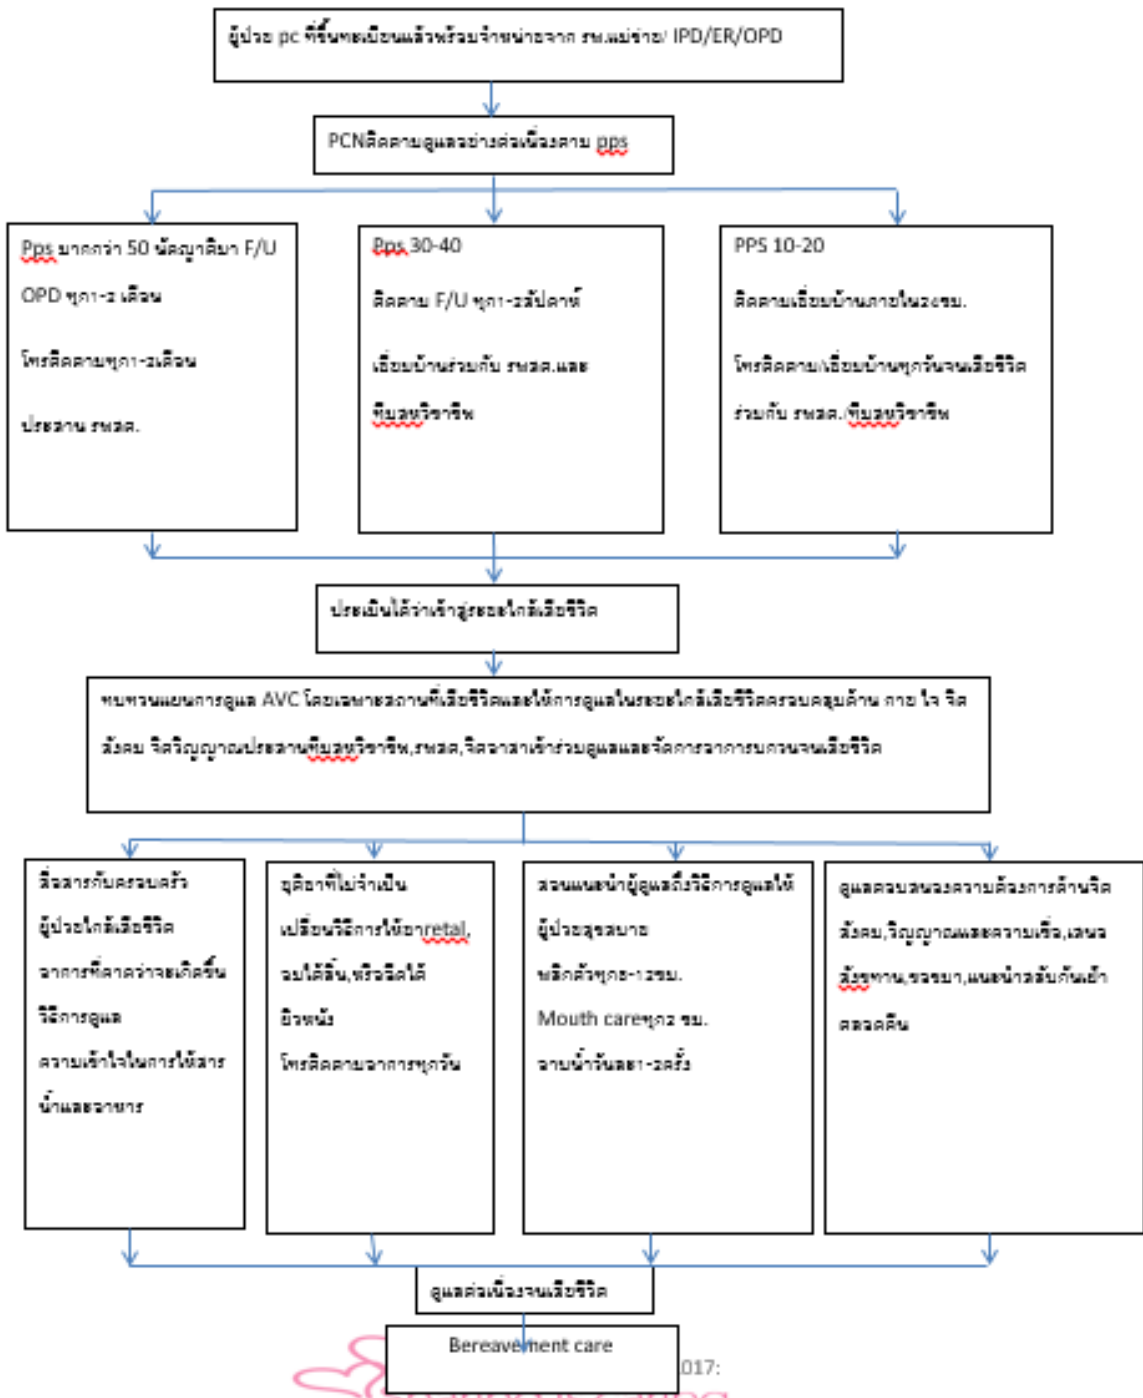 ผู้ป่วย pc ที่ขึ้นทะเบียนแล้วพร้อมจำหน่ายจาก รพ.แม่ข่าย/ IPD/ER/OPD
PCNติดตามดูแลอย่างต่อเนื่องตาม pps
Pps มากกว่า 50 นัดญาติมา F/U
OPD ทุก1-2 เดือน
โทรติดตามทุก1-2เดือน
ประสาน รพสต.
Pps 30-40
ติดตาม F/U ทุก1-2สัปดาห์
เยี่ยมบ้านร่วมกับ รพสต.และ
ทีมสหวิชาชีพ
PPS 10-20
ติดตามเยี่ยมบ้านภายใน24ชม.
โทรติดตาม/เยี่ยมบ้านทุกวันจนเสียชีวิต
ร่วมกับ รพสต./ทีมสหวิชาชีพ
ประเมินได้ว่าเข้าสู่ระยะใกล้เสียชีวิต
ทบทวนแผนการดูแล AVC โดยเฉพาะสถานที่เสียชีวิตและให้การดูแลในระยะใกล้เสียชีวิตครอบคลุมด้าน กาย ใจ จิต
สังคม จิตวิญญาณประสานทีมสหวิชาชีพ,รพสต,จิตอาสาเข้าร่วมดูแลและจัดการอาการรบกวนจนเสียชีวิต
สื่อสารกับครอบครัว
ผู้ป่วยใกล้เสียชีวิต
อาการที่คาดว่าจะเกิดขึ้น
วิธีการดูแล
ความเข้าใจในการให้สาร
น้ำและอาหาร
ยุติยาที่ไม่จำเป็น
เปลี่ยนวิธีการให้ยาretal,
อมใต้ลิ้น,หรือฉีดใต้
ผิวหนัง
โทรติดตามอาการทุกวัน
สอนแนะนำผู้ดูแลถึงวิธีการดูแลให้
ผู้ป่วยสุขสบาย
พลิกตัวทุก8-12ชม.
Mouth careทุก2 ชม.
อาบน้ำวันละ1-2ครั้ง
ดูแลตอบสนองความต้องการด้านจิต
สังคม,วิญญาณและความเชื่อ,เสนอ
สังฆทาน,ขอขมา,แนะนำสลับกันเฝ้า
ตลอดคืน
ดูแลต่อเนื่องจนเสียชีวิต
Bereavement care
2017: